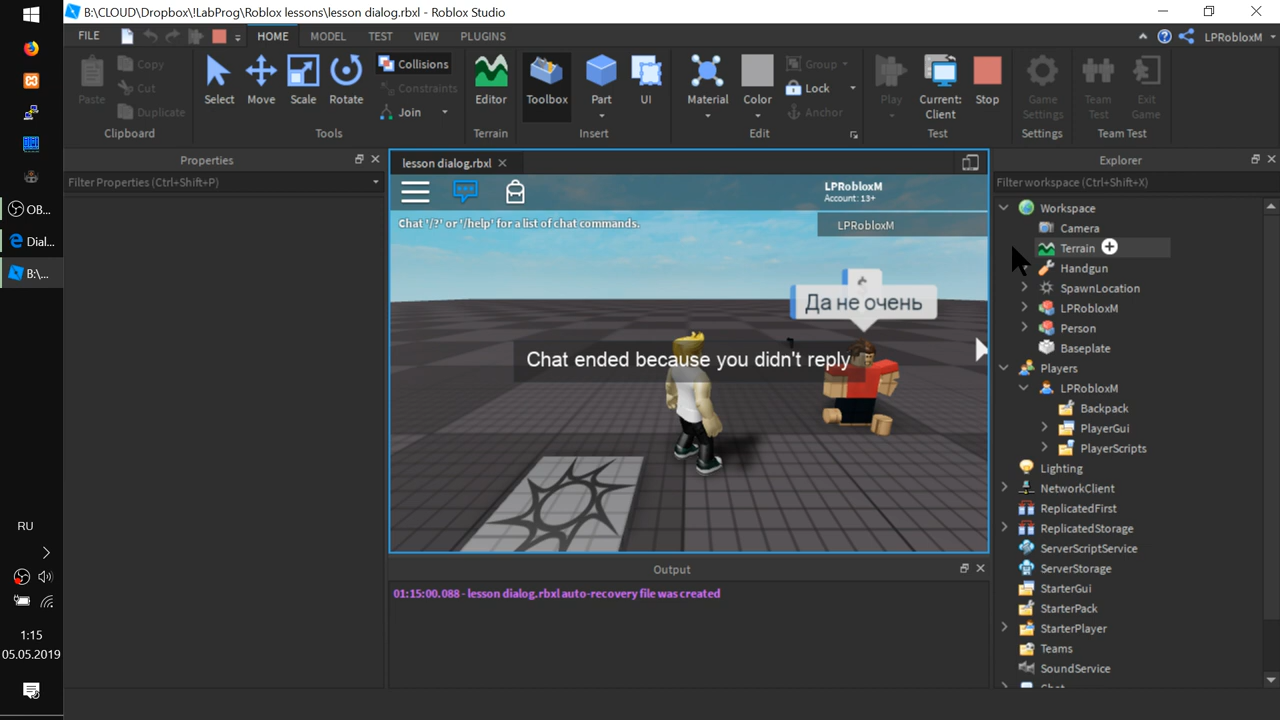 B:\CLOUD\Dropbox\!LabProg\Roblox lessons\lesson dialog.rbxl - Roblox Studio
FILE HOME MODEL TEST VIEW PLUGINS LPRobloxM
Paste Copy Cut Duplicate
Clipboard
Select Move Scale Rotate
Collisions
Constraints
Join
Tools
Editor
Terrain
Toolbox Part UI
Insert
Material Color
Group
Lock
Anchor
Edit
Play Current: Client Stop
Test
Game Settings
Settings
Team Test Exit Game
Team Test
Properties
Filter Properties (Ctrl+Shift+P)
lesson dialog.rbxl
LPRobloxM
Account: 13+
Chat '/?' or '/help' for a list of chat commands.
LPRobloxM
Да не очень
Chat ended because you didn't reply
Output
01:15:00.088 - lesson dialog.rbxl auto-recovery file was created
Explorer
Filter workspace (Ctrl+Shift+X)
Workspace
Camera
Terrain
Handgun
SpawnLocation
LPRobloxM
Person
Baseplate
Players
LPRobloxM
Backpack
PlayerGui
PlayerScripts
Lighting
NetworkClient
ReplicatedFirst
ReplicatedStorage
ServerScriptService
ServerStorage
StarterGui
StarterPack
StarterPlayer
Teams
SoundService
OB...
Dial...
B:\...
RU
1:15
05.05.2019